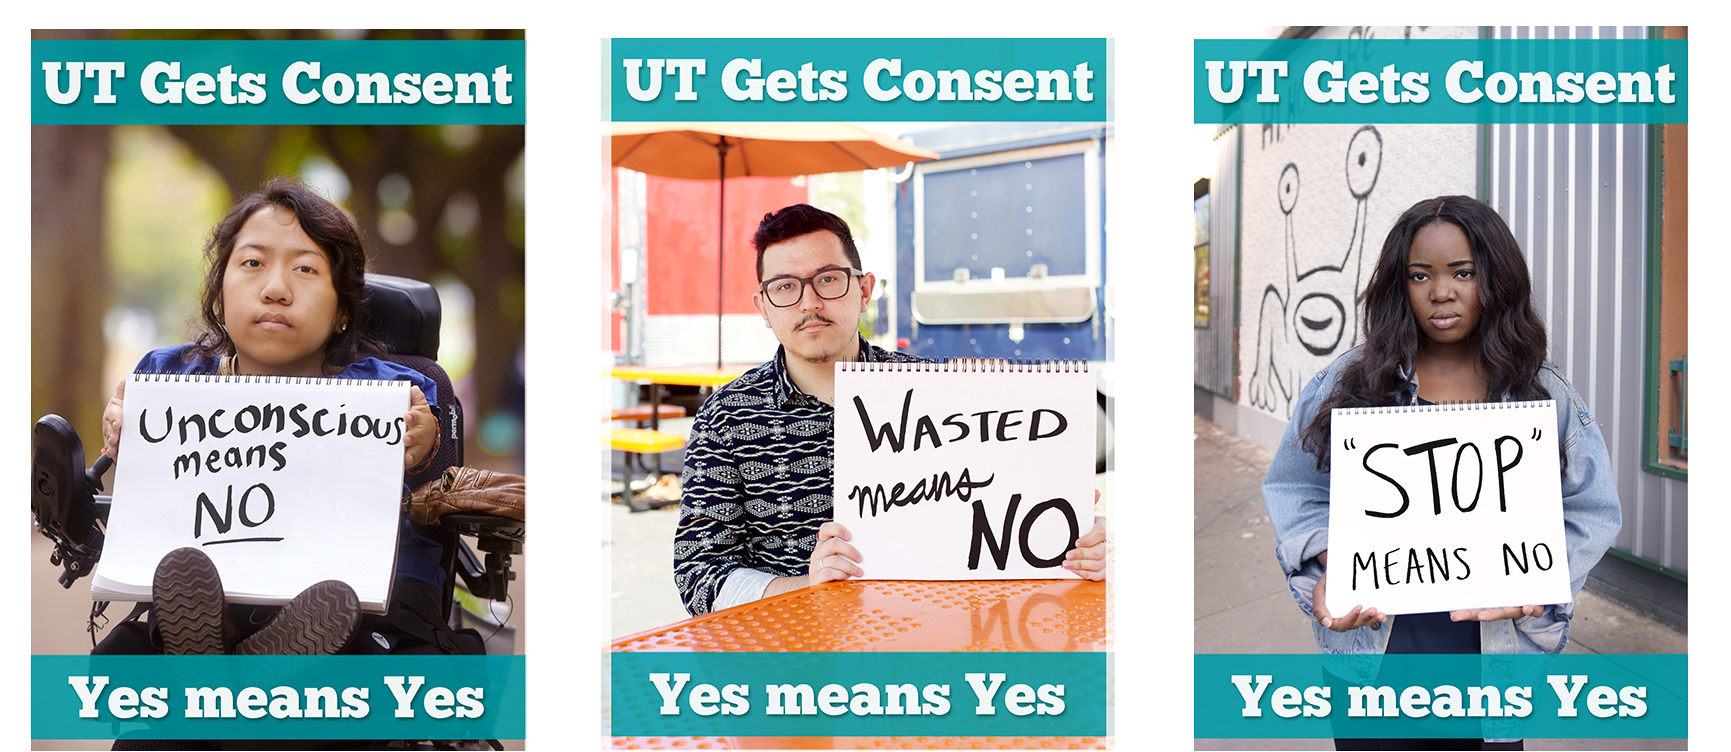 UT Gets Consent
Unconscious
means
NO
permobil
Yes means Yes
UT Gets Consent
WASTED
means
NO
Yes means Yes
UT Gets Consent
"STOP"
MEANS NO
Yes means Yes